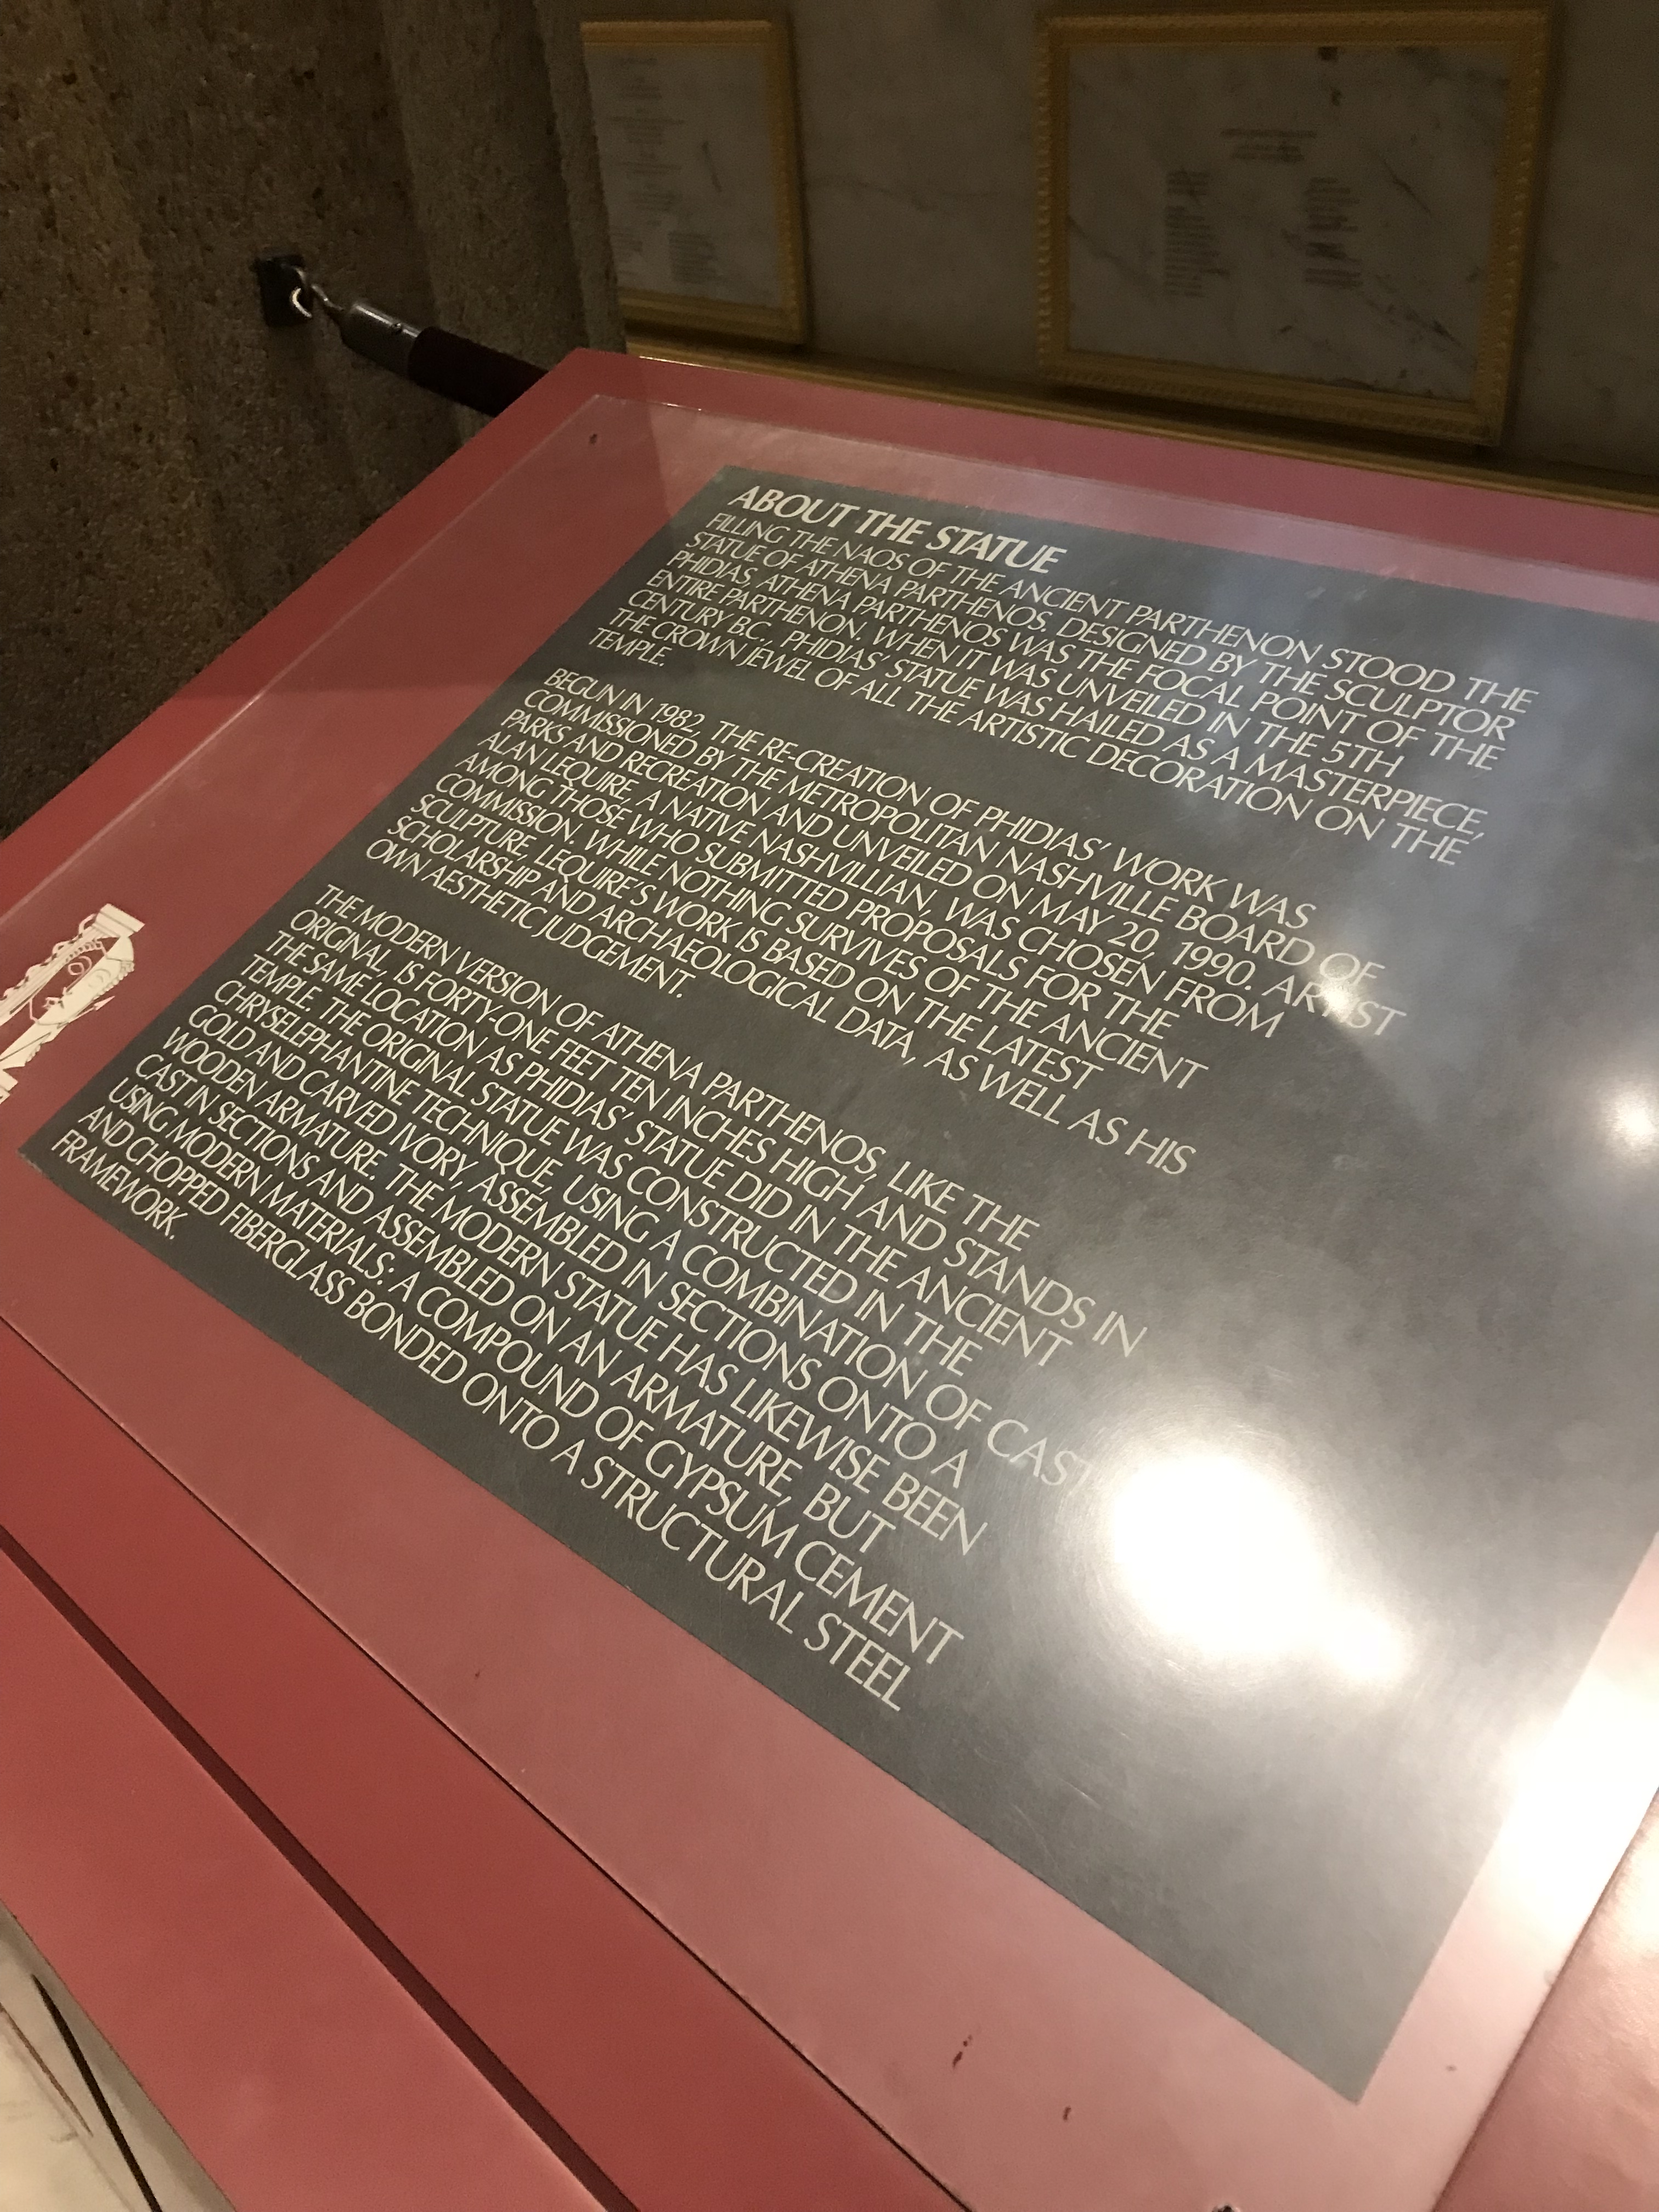 ABOUT THE STATUE
FILLING THE NAOS OF THE ANCIENT PARTHENON STOOD THE
STATUE OF ATHENA PARTHENOS. DESIGNED BY THE SCULPTOR
PHIDIAS, ATHENA PARTHENOS WAS THE FOCAL POINT OF THE
ENTIRE PARTHENON. WHEN IT WAS UNVEILED IN THE 5TH
CENTURY B.C., PHIDIAS' STATUE WAS HAILED AS A MASTERPIECE,
THE CROWN JEWEL OF ALL THE ARTISTIC DECORATION ON THE
TEMPLE.
BEGUN IN 1982, THE RE-CREATION OF PHIDIAS' WORK WAS
COMMISSIONED BY THE METROPOLITAN NASHVILLE BOARD OF
PARKS AND RECREATION AND UNVEILED ON MAY 20, 1990. ARTIST
ALAN LEQUIRE, A NATIVE NASHVILLIAN, WAS CHOSEN FROM
AMONG THOSE WHO SUBMITTED PROPOSALS FOR THE
COMMISSION. WHILE NOTHING SURVIVES OF THE ANCIENT
SCULPTURE, LEQUIRE'S WORK IS BASED ON THE LATEST
SCHOLARSHIP AND ARCHAEOLOGICAL DATA, AS WELL AS HIS
OWN AESTHETIC JUDGEMENT.
THE MODERN VERSION OF ATHENA PARTHENOS, LIKE THE
ORIGINAL, IS FORTY-ONE FEET TEN INCHES HIGH AND STANDS IN
THE SAME LOCATION AS PHIDIAS' STATUE DID IN THE ANCIENT
TEMPLE. THE ORIGINAL STATUE WAS CONSTRUCTED IN THE
CHRYSELEPHANTINE TECHNIQUE, USING A COMBINATION OF CAST
GOLD AND CARVED IVORY, ASSEMBLED IN SECTIONS ONTO A
WOODEN ARMATURE. THE MODERN STATUE HAS LIKEWISE BEEN
CAST IN SECTIONS AND ASSEMBLED ON AN ARMATURE, BUT
USING MODERN MATERIALS: A COMPOUND OF GYPSUM CEMENT
AND CHOPPED FIBERGLASS BONDED ONTO A STRUCTURAL STEEL
FRAMEWORK.